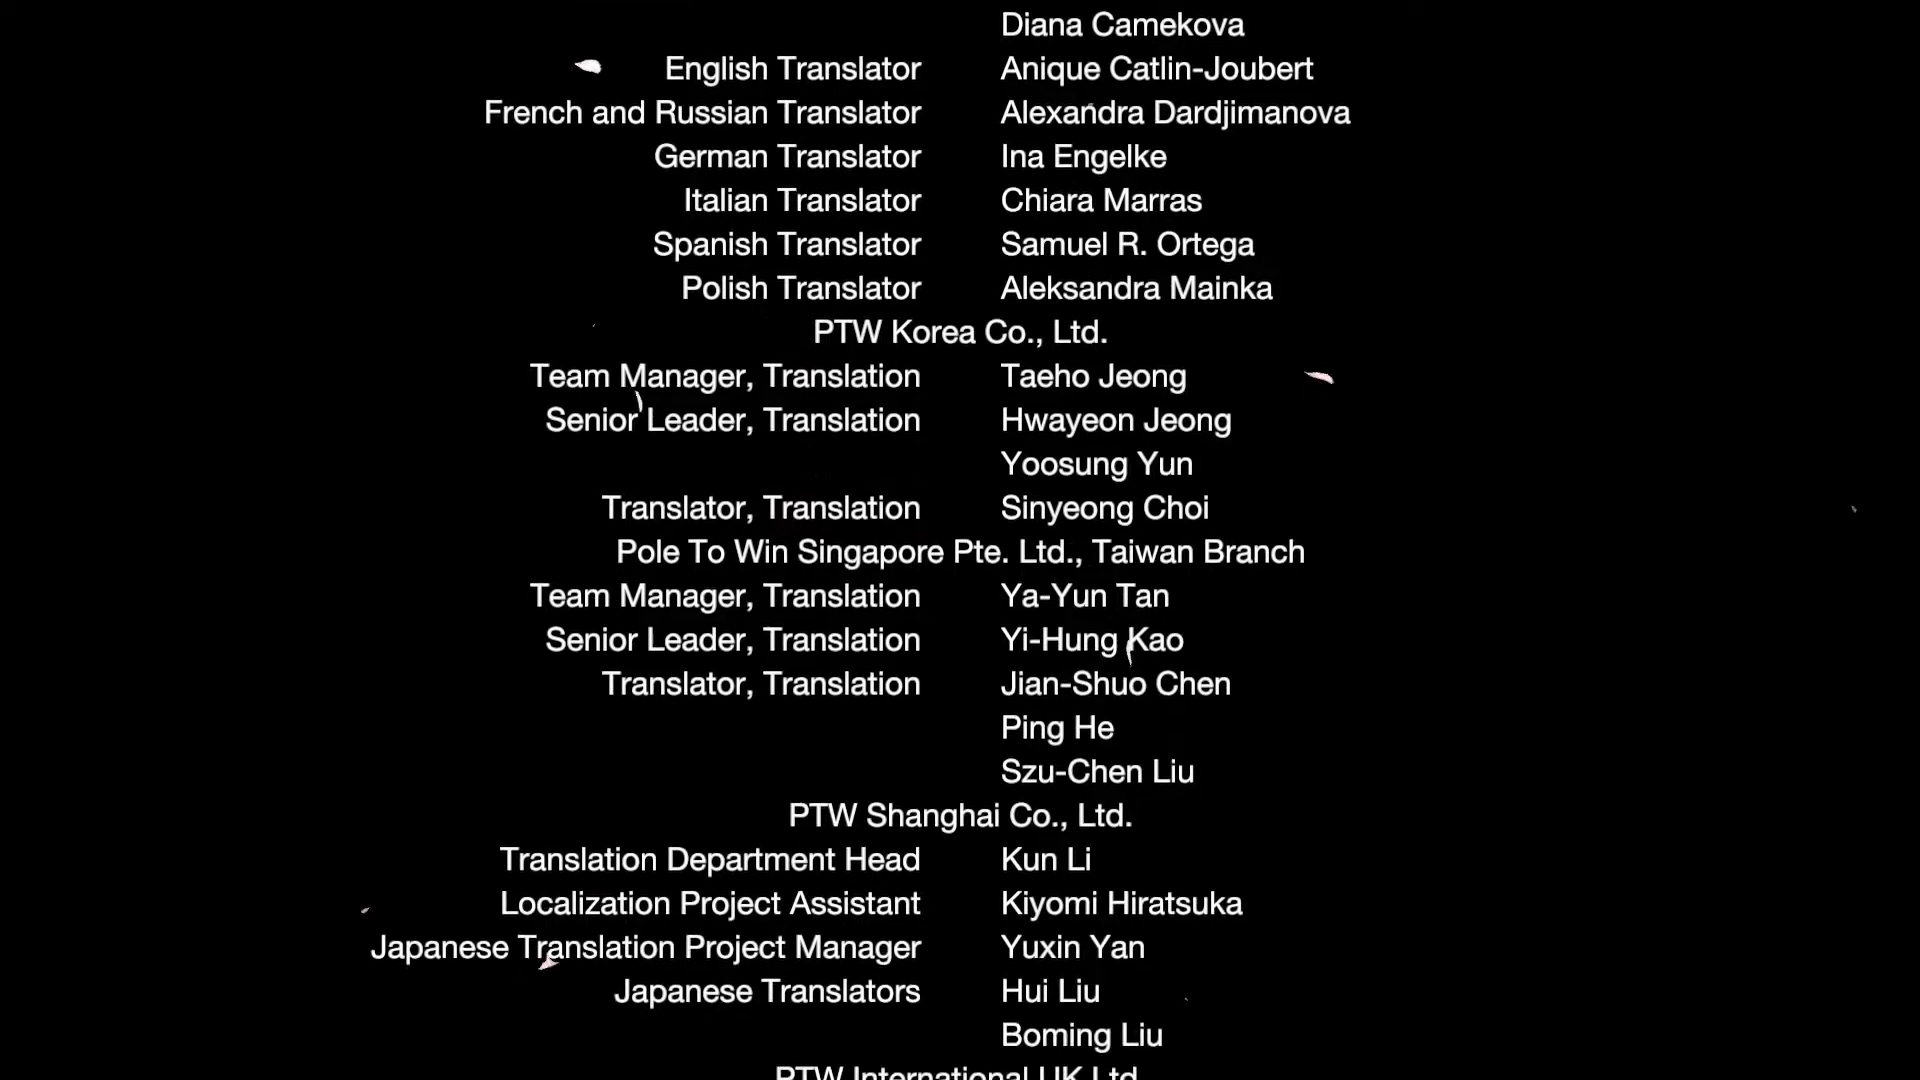 Diana Camekova
English Translator Anique Catlin-Joubert
French and Russian Translator Alexandra Dardjimanova
German Translator Ina Engelke
Italian Translator Chiara Marras
Spanish Translator Samuel R. Ortega
Polish Translator Aleksandra Mainka
PTW Korea Co., Ltd.
Team Manager, Translation Taeho Jeong
Senior Leader, Translation Hwayeon Jeong
Yoosung Yun
Translator, Translation Sinyeong Choi
Pole To Win Singapore Pte. Ltd., Taiwan Branch
Team Manager, Translation Ya-Yun Tan
Senior Leader, Translation Yi-Hung Kao
Translator, Translation Jian-Shuo Chen
Ping He
Szu-Chen Liu
PTW Shanghai Co., Ltd.
Translation Department Head Kun Li
Localization Project Assistant Kiyomi Hiratsuka
Japanese Translation Project Manager Yuxin Yan
Japanese Translators Hui Liu
Boming Liu
PTW International UK Ltd